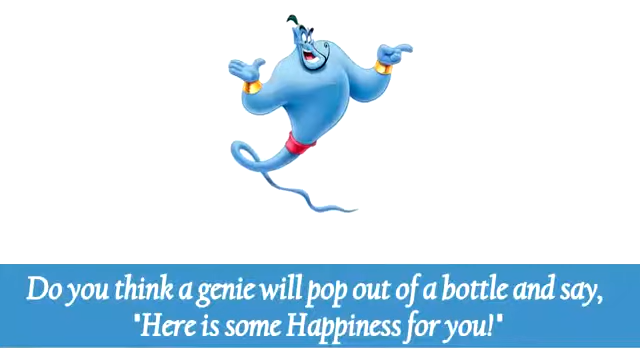 Do you think a genie will pop out of a bottle and say,
"Here is some Happiness for you!"